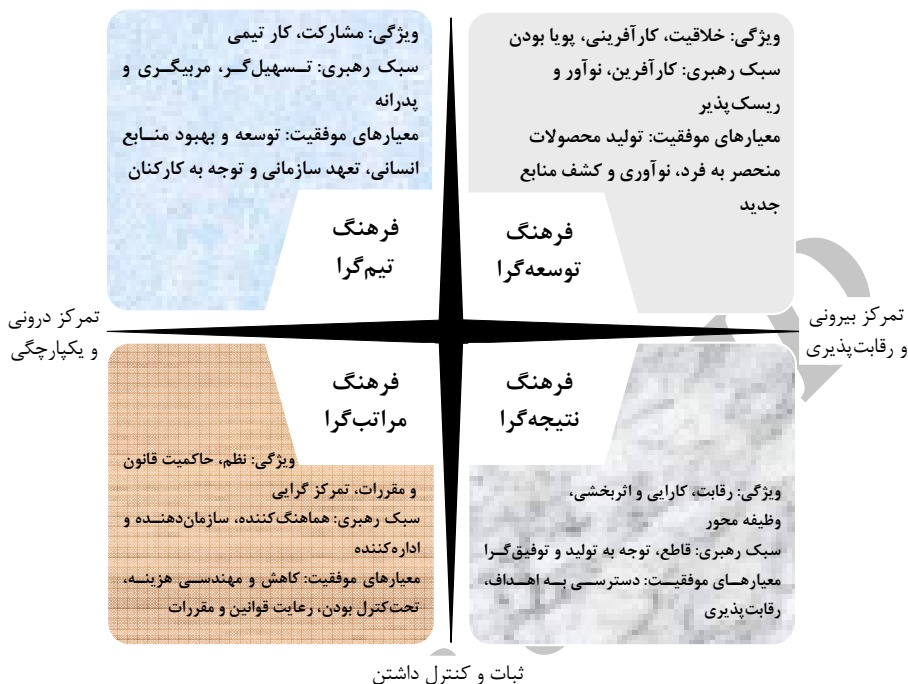 ویژگی: خلاقیت، کارآفرینی، پویا بودن
سبک رهبری: کارآفرین، نوآور و
ریسک‌پذیر
معیارهای موفقیت: تولید محصولات
منحصر به فرد، نوآوری و کشف منابع
جدید
فرهنگ
توسعه‌گرا
ویژگی: مشارکت، کار تیمی
سبک رهبری: تسهیل‌گر، مربیگری و
پدرانه
معیارهای موفقیت: توسعه و بهبود منابع
انسانی، تعهد سازمانی و توجه به کارکنان
فرهنگ
تیم‌گرا
تمرکز بیرونی
و رقابت‌پذیری
تمرکز درونی
و یکپارچگی
فرهنگ
نتیجه‌گرا
ویژگی: رقابت، کارایی و اثربخشی،
وظیفه محور
سبک رهبری: قاطع، توجه به تولید و توفیق‌گرا
معیارهای موفقیت: دسترسی به اهداف،
رقابت‌پذیری
فرهنگ
مراتب‌گرا
ویژگی: نظم، حاکمیت قانون
و مقررات، تمرکز گرایی
سبک رهبری: هماهنگ‌کننده، سازمان‌دهنده و
اداره‌کننده
معیارهای موفقیت: کاهش و مهندسی هزینه،
تحت‌کنترل بودن، رعایت قوانین و مقررات
ثبات و کنترل داشتن